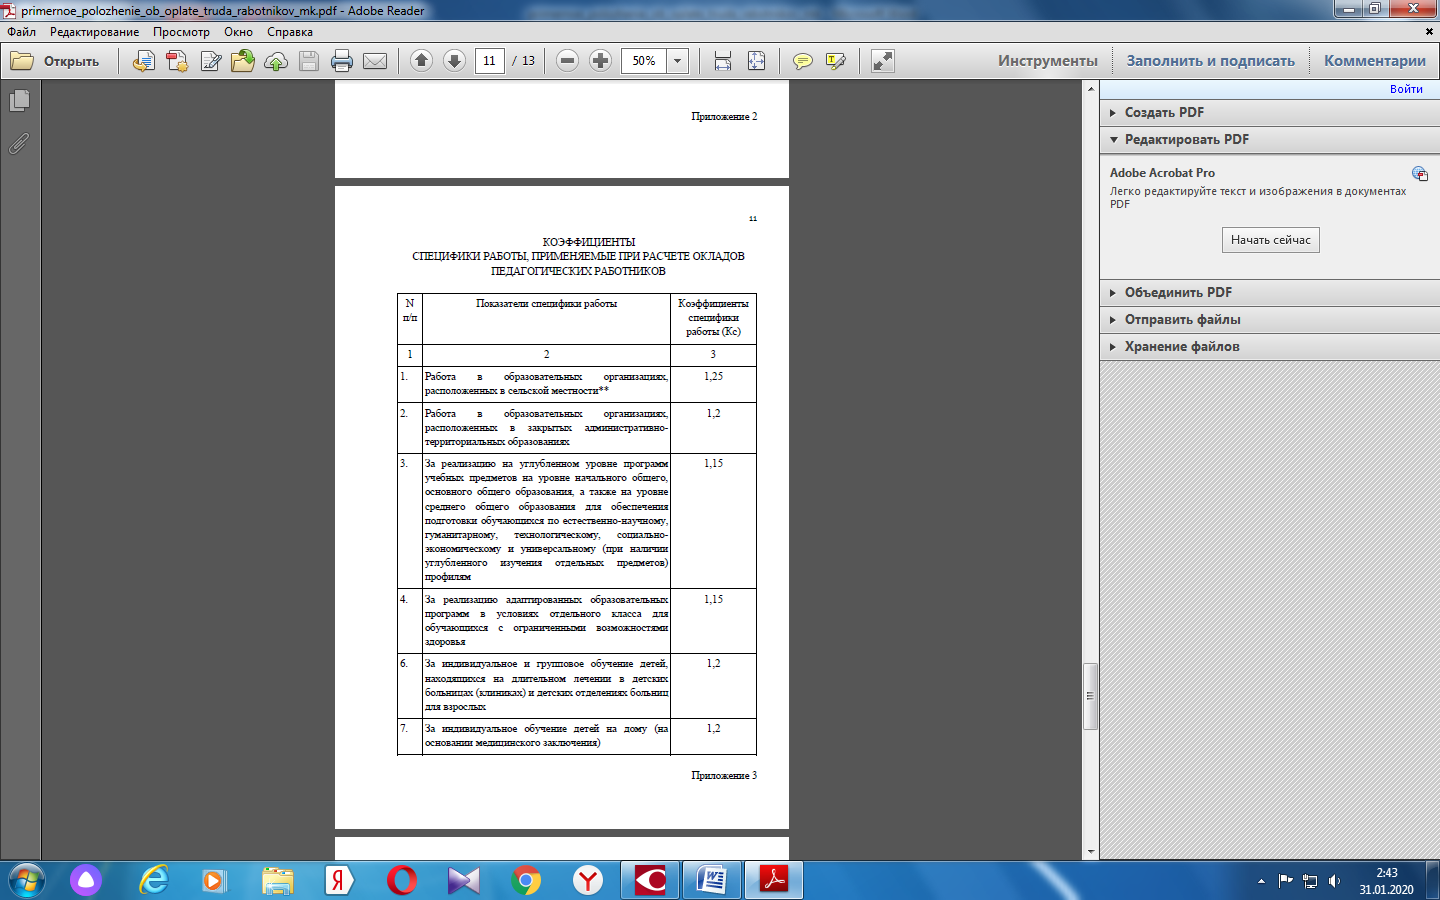 primernoe_polozhenie_ob_oplate_truda_rabotnikov_mk.pdf - Adobe Reader
Файл Редактирование Просмотр Окно Справка
Открыть 11 / 13 50% Инструменты Заполнить и подписать Комментарии
Войти
Создать PDF
Редактировать PDF
Adobe Acrobat Pro
Легко редактируйте текст и изображения в документах
PDF
Начать сейчас
Объединить PDF
Отправить файлы
Хранение файлов
Приложение 2
11
КОЭФФИЦИЕНТЫ
СПЕЦИФИКИ РАБОТЫ, ПРИМЕНЯЕМЫЕ ПРИ РАСЧЕТЕ ОКЛАДОВ
ПЕДАГОГИЧЕСКИХ РАБОТНИКОВ
N
п/п
Показатели специфики работы
Коэффициенты
специфики
работы (Кс)
1 2 3
1. Работа в образовательных организациях, 1,25
расположенных в сельской местности**
2. Работа в образовательных организациях, 1,2
расположенных в закрытых административно-
территориальных образованиях
3. За реализацию на углубленном уровне программ 1,15
учебных предметов на уровне начального общего,
основного общего образования, а также на уровне
среднего общего образования для обеспечения
подготовки обучающихся по естественно-научному,
гуманитарному, технологическому, социально-
экономическому и универсальному (при наличии
углубленного изучения отдельных предметов)
профилям
4. За реализацию адаптированных образовательных 1,15
программ в условиях отдельного класса для
обучающихся с ограниченными возможностями
здоровья
6. За индивидуальное и групповое обучение детей, 1,2
находящихся на длительном лечении в детских
больницах (клиниках) и детских отделениях больниц
для взрослых
7. За индивидуальное обучение детей на дому (на 1,2
основании медицинского заключения)
Приложение 3
2:43
31.01.2020